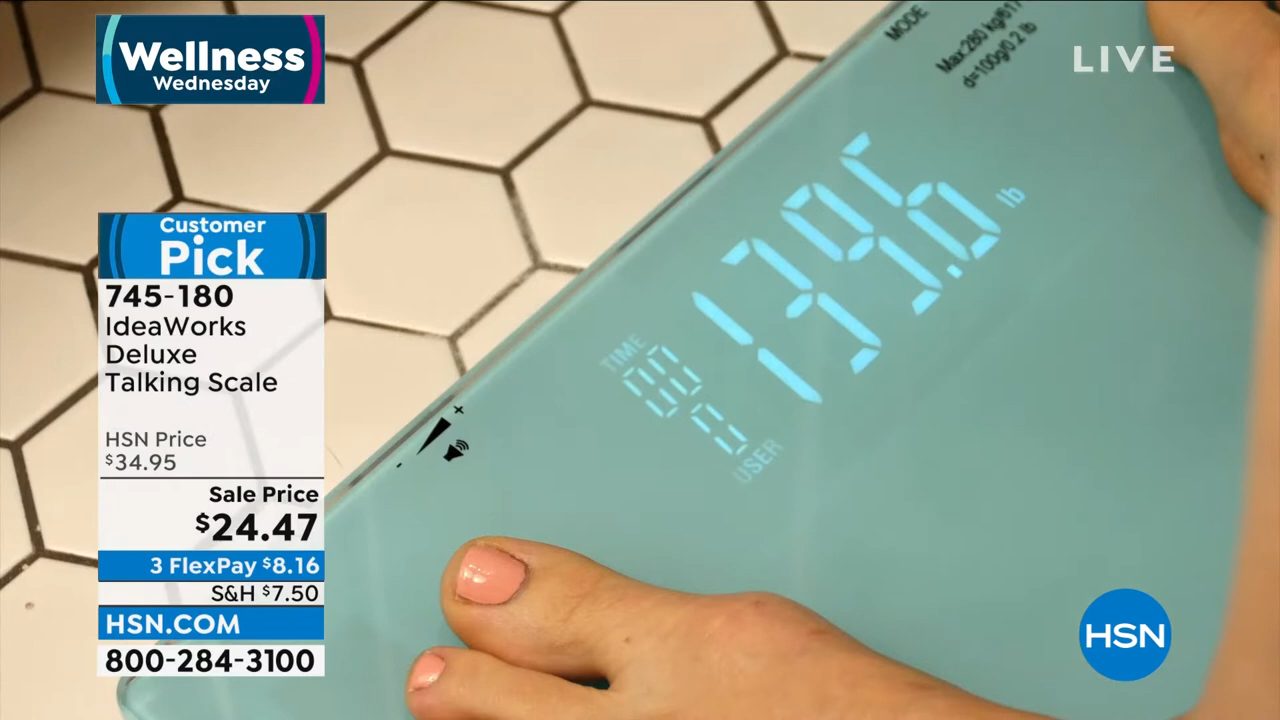 Wellness
Wednesday
LIVE
MODE
Max:280 kg/617
d=100g/0.2 lb
139.6 lb
TIME
0
USER
+
-
Customer
Pick
745-180
IdeaWorks
Deluxe
Talking Scale
HSN Price
$34.95
Sale Price
$24.47
3 FlexPay $8.16
S&H $7.50
HSN.COM
800-284-3100
HSN